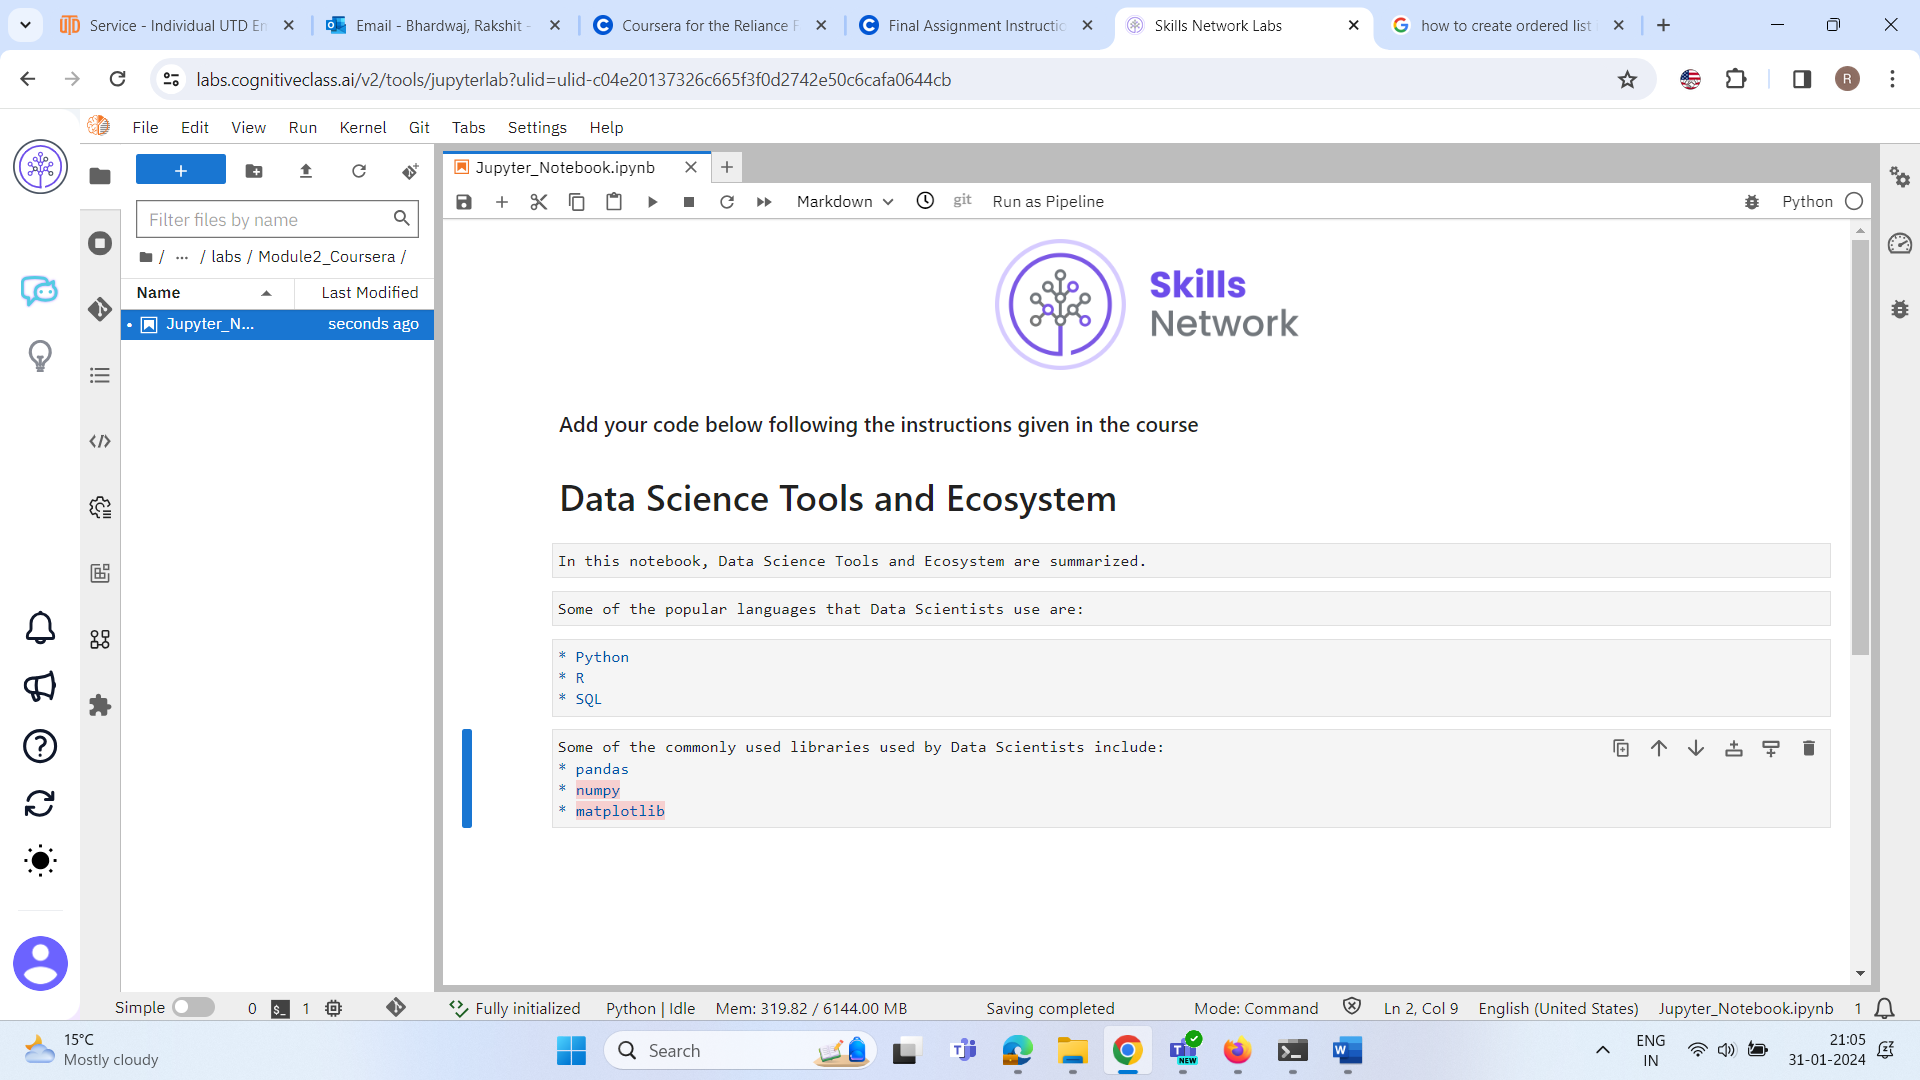 Service - Individual UTD En
Email - Bhardwaj, Rakshit -
Coursera for the Reliance F
Final Assignment Instructio
Skills Network Labs
how to create ordered list
labs.cognitiveclass.ai/v2/tools/jupyterlab?ulid=ulid-c04e20137326c665f3f0d2742e50c6cafa0644cb
R
File Edit View Run Kernel Git Tabs Settings Help
Jupyter_Notebook.ipynb
Filter files by name
Markdown
git
Run as Pipeline
Python
/ ... / labs / Module2_Coursera /
Name Last Modified
Jupyter_N... seconds ago
Skills
Network
Add your code below following the instructions given in the course
Data Science Tools and Ecosystem
In this notebook, Data Science Tools and Ecosystem are summarized.
Some of the popular languages that Data Scientists use are:
* Python
* R
* SQL
Some of the commonly used libraries used by Data Scientists include:
* pandas
* numpy
* matplotlib
Simple 0 $_ 1 Fully initialized Python | Idle Mem: 319.82 / 6144.00 MB Saving completed Mode: Command Ln 2, Col 9 English (United States) Jupyter_Notebook.ipynb 1
15°C
Mostly cloudy
Search
NEW
ENG
IN
21:05
31-01-2024